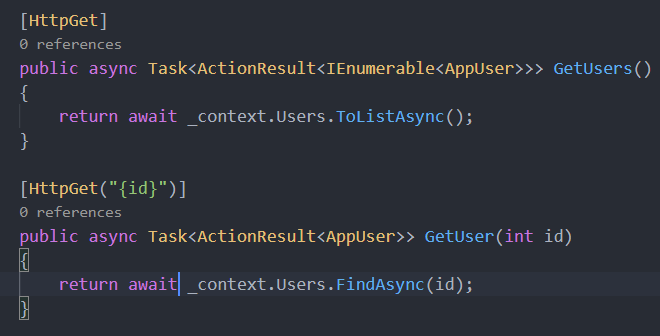 [HttpGet]
0 references
public async Task<ActionResult<IEnumerable<AppUser>>> GetUsers()
{
return await _context.Users.ToListAsync();
}
[HttpGet("{id}")]
0 references
public async Task<ActionResult<AppUser>> GetUser(int id)
{
return await _context.Users.FindAsync(id);
}